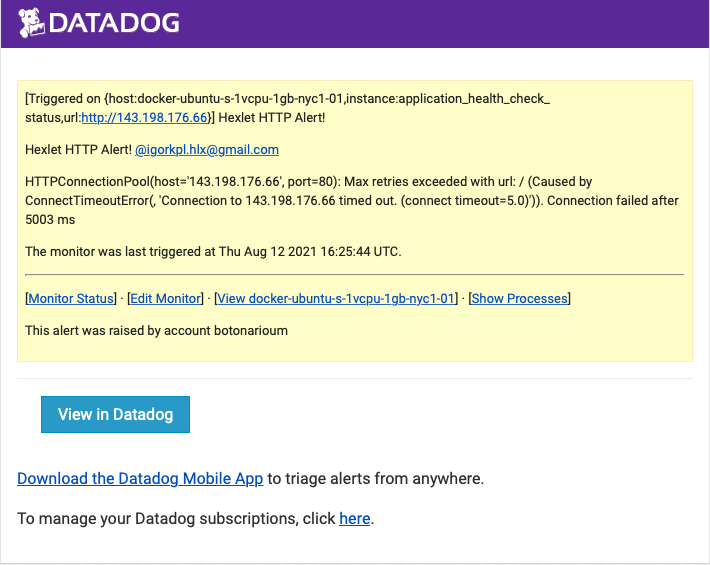 DATADOG
[Triggered on {host:docker-ubuntu-s-1vcpu-1gb-nyc1-01,instance:application_health_check_
status,url:http://143.198.176.66}] Hexlet HTTP Alert!
Hexlet HTTP Alert! @igorkpl.hlx@gmail.com
HTTPConnectionPool(host='143.198.176.66', port=80): Max retries exceeded with url: / (Caused by
ConnectTimeoutError(, 'Connection to 143.198.176.66 timed out. (connect timeout=5.0)')). Connection failed after
5003 ms
The monitor was last triggered at Thu Aug 12 2021 16:25:44 UTC.
[Monitor Status] · [Edit Monitor] · [View docker-ubuntu-s-1vcpu-1gb-nyc1-01] · [Show Processes]
This alert was raised by account botonarioum
View in Datadog
Download the Datadog Mobile App to triage alerts from anywhere.
To manage your Datadog subscriptions, click here.